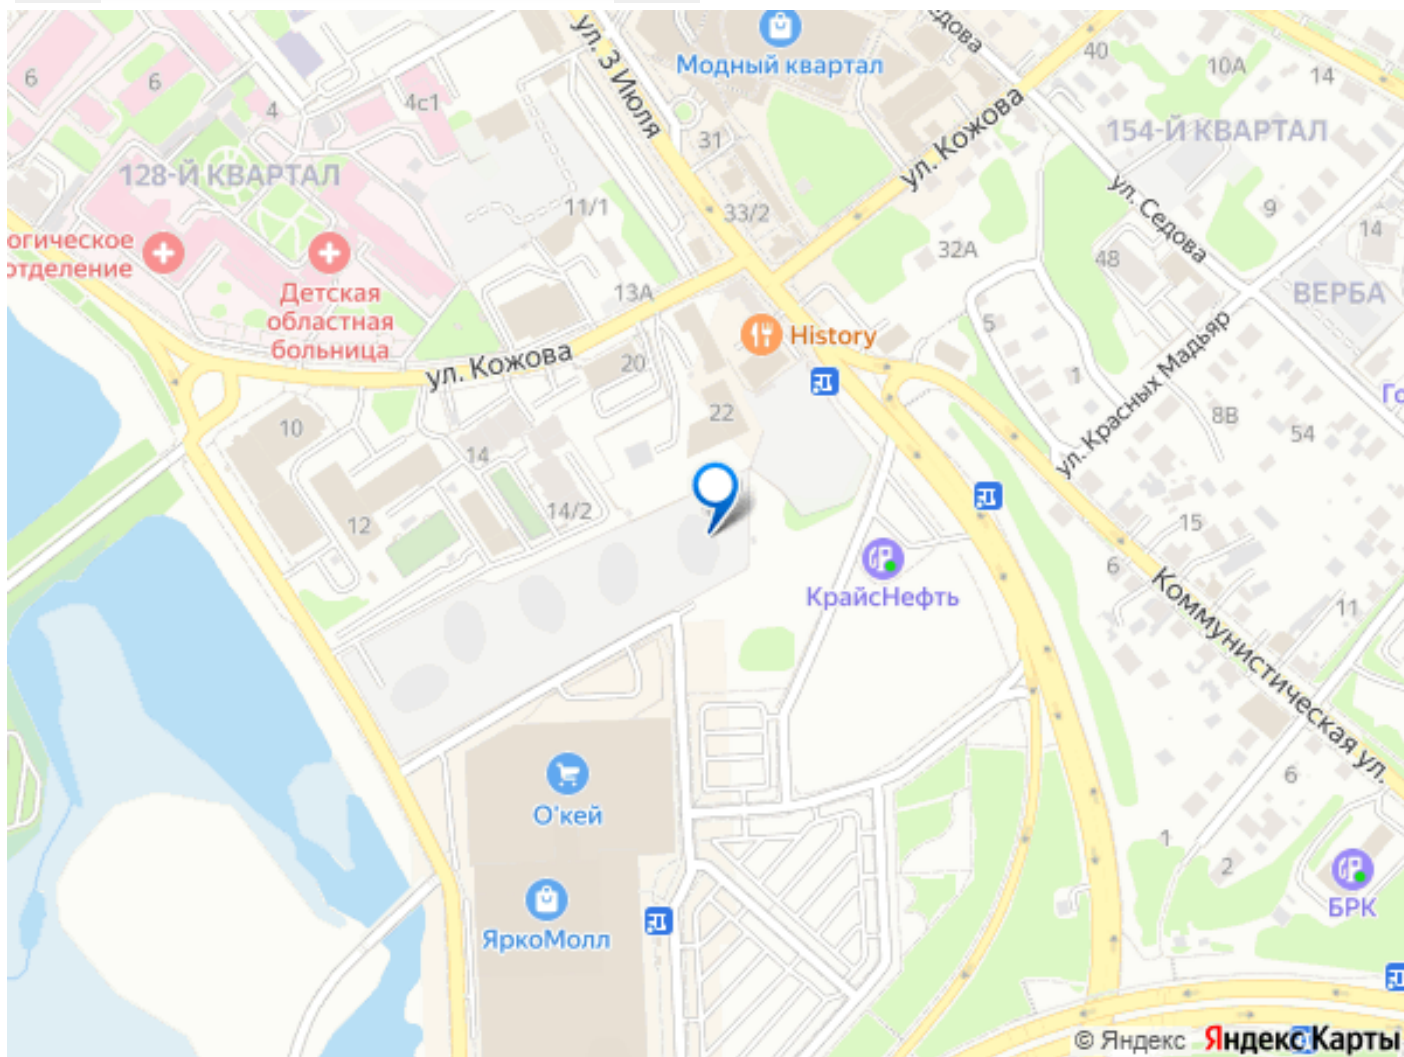 ул. 3 Июля
Модный квартал
Седова
40
10А
14
6
6
4
4с1
31
ул. Кожова
154-Й КВАРТАЛ
128-Й КВАРТАЛ
11/1
33/2
ул. Седова
9
14
огическое
отделение
32А
48
Детская
областная
больница
13А
ВЕРБА
History
5
ул. Кожова
20
1
ул. Красных Мадьяр
Го
22
8В
54
10
14
12
14/2
15
КрайсНефть
6
Коммунистическая ул.
11
О'кей
6
1
2
БРК
ЯркоМолл
© Яндекс Яндекс Карты